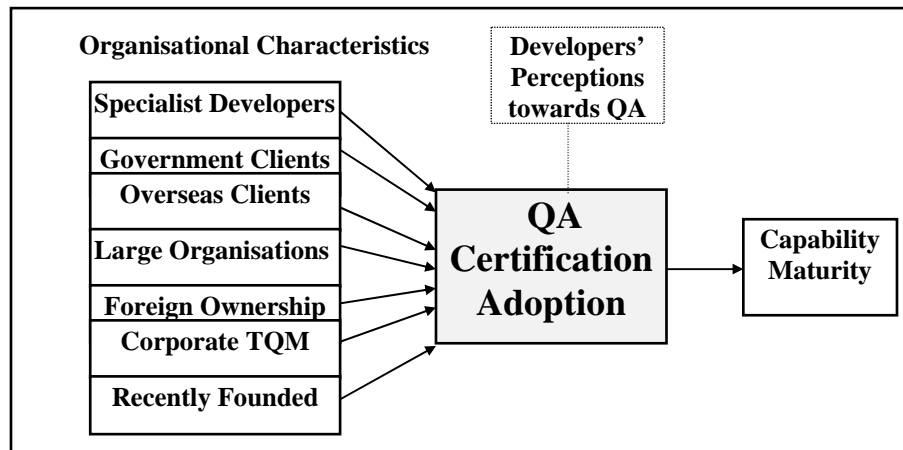 Organisational Characteristics
Developers’
Perceptions
towards QA
Specialist Developers
Government Clients
Overseas Clients
Large Organisations
Foreign Ownership
Corporate TQM
Recently Founded
QA
Certification
Adoption
Capability
Maturity